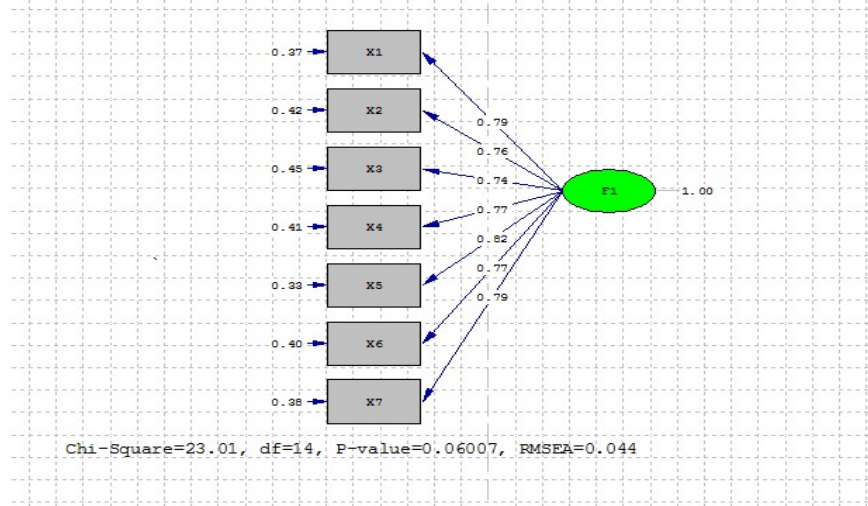 0.37 X1
0.79
0.42 X2
0.76
0.45 X3
0.74
F1 1.00
0.41 X4
0.77
0.82
0.33 X5
0.77
0.79
0.40 X6
0.38 X7
Chi-Square=23.01, df=14, P-value=0.06007, RMSEA=0.044